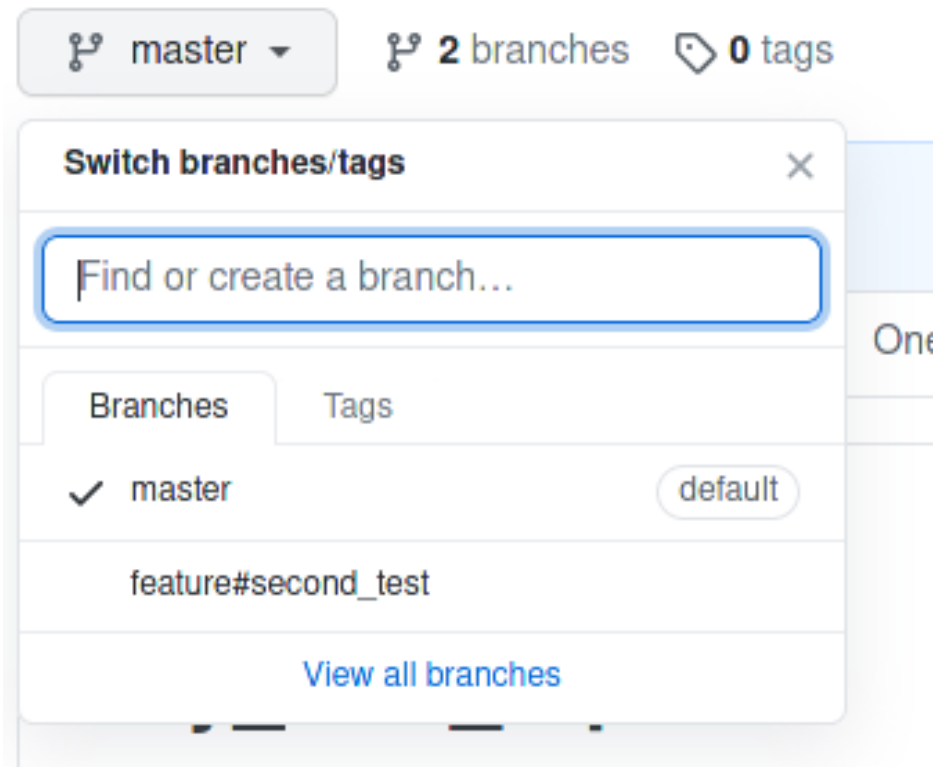 master 2 branches 0 tags
Switch branches/tags
Find or create a branch...
One
Branches Tags
master default
feature#second_test
View all branches